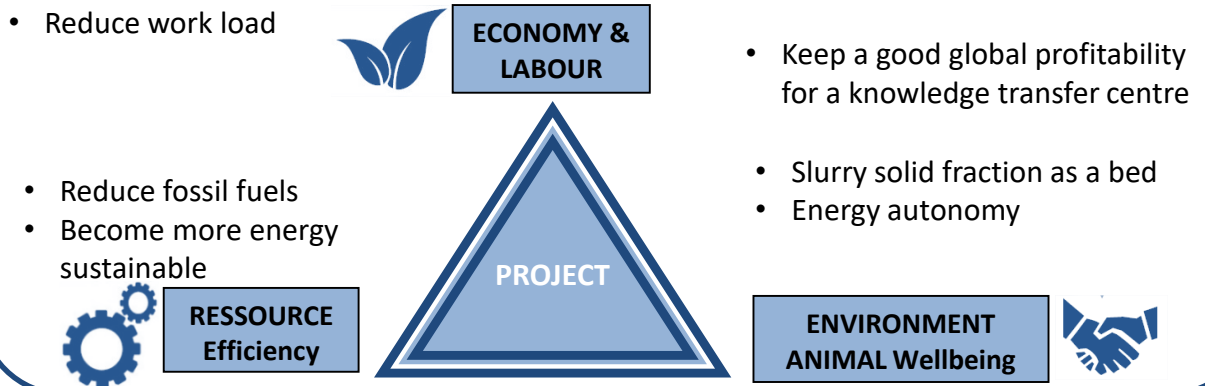 • Reduce work load
ECONOMY &
LABOUR
• Keep a good global profitability
for a knowledge transfer centre
• Reduce fossil fuels
• Become more energy
sustainable
• Slurry solid fraction as a bed
• Energy autonomy
PROJECT
RESSOURCE
Efficiency
ENVIRONMENT
ANIMAL Wellbeing